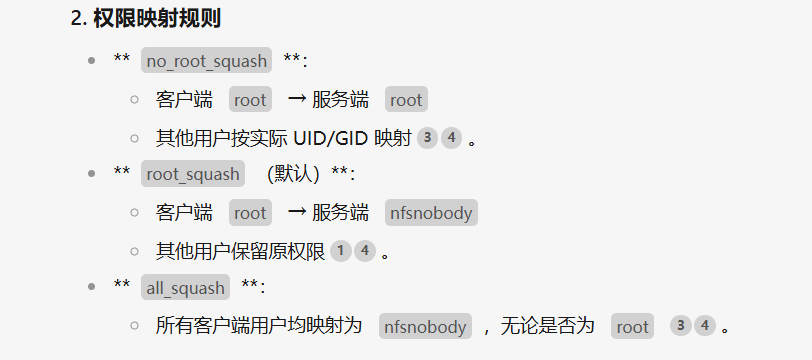 2. 权限映射规则
** no_root_squash **：
客户端 root → 服务端 root
其他用户按实际 UID/GID 映射 3 4 。
** root_squash （默认）**：
客户端 root → 服务端 nfsnobody
其他用户保留原权限 1 4 。
** all_squash **：
所有客户端用户均映射为 nfsnobody ，无论是否为 root 3 4 。